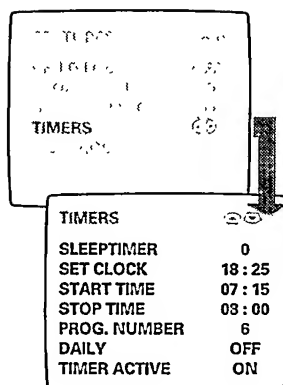 TIMERS
TIMERS
SLEEPTIMER 0
SET CLOCK 18:25
START TIME 07:15
STOP TIME 08:00
PROG. NUMBER 6
DAILY OFF
TIMER ACTIVE ON